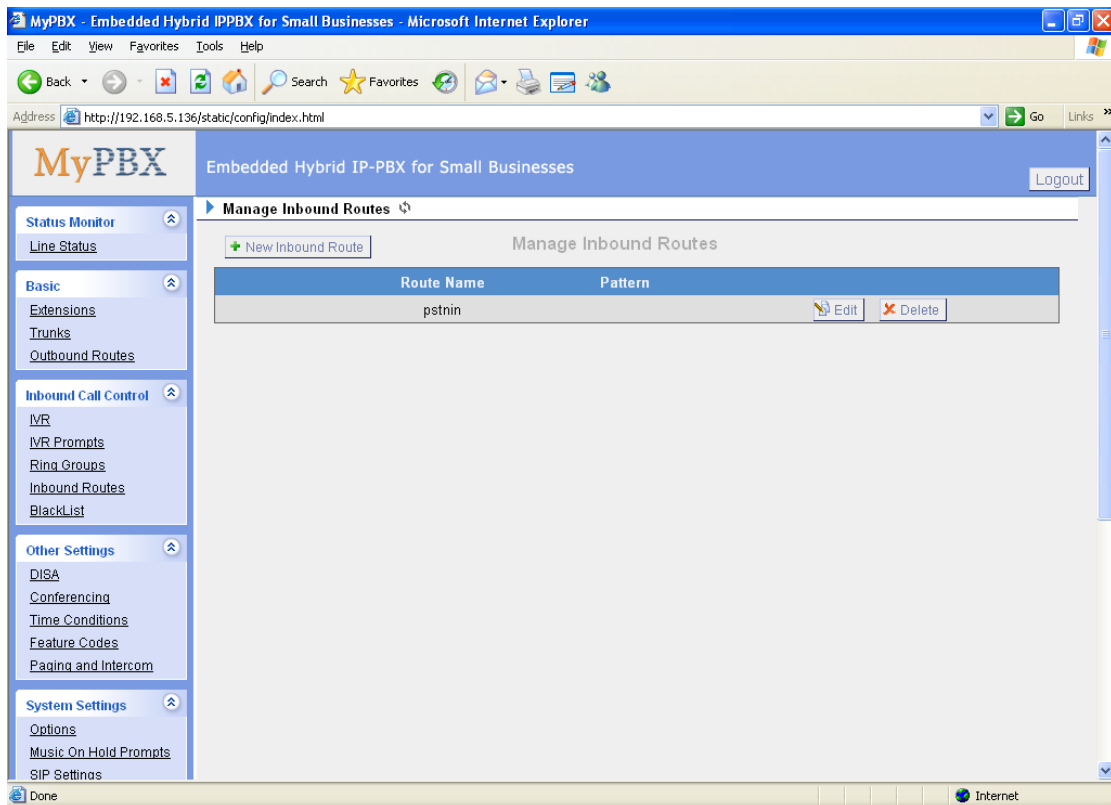 MyPBX - Embedded Hybrid IPPBX for Small Businesses - Microsoft Internet Explorer
File Edit View Favorites Tools Help
Back Search Favorites
Address http://192.168.5.136/static/config/index.html Go Links »
MyPBX
Embedded Hybrid IP-PBX for Small Businesses
Logout
Manage Inbound Routes
New Inbound Route
Manage Inbound Routes
Route Name Pattern
pstnin Edit Delete
Status Monitor
Line Status
Basic
Extensions
Trunks
Outbound Routes
Inbound Call Control
IVR
IVR Prompts
Ring Groups
Inbound Routes
BlackList
Other Settings
DISA
Conferencing
Time Conditions
Feature Codes
Paging and Intercom
System Settings
Options
Music On Hold Prompts
SIP Settings
Done Internet